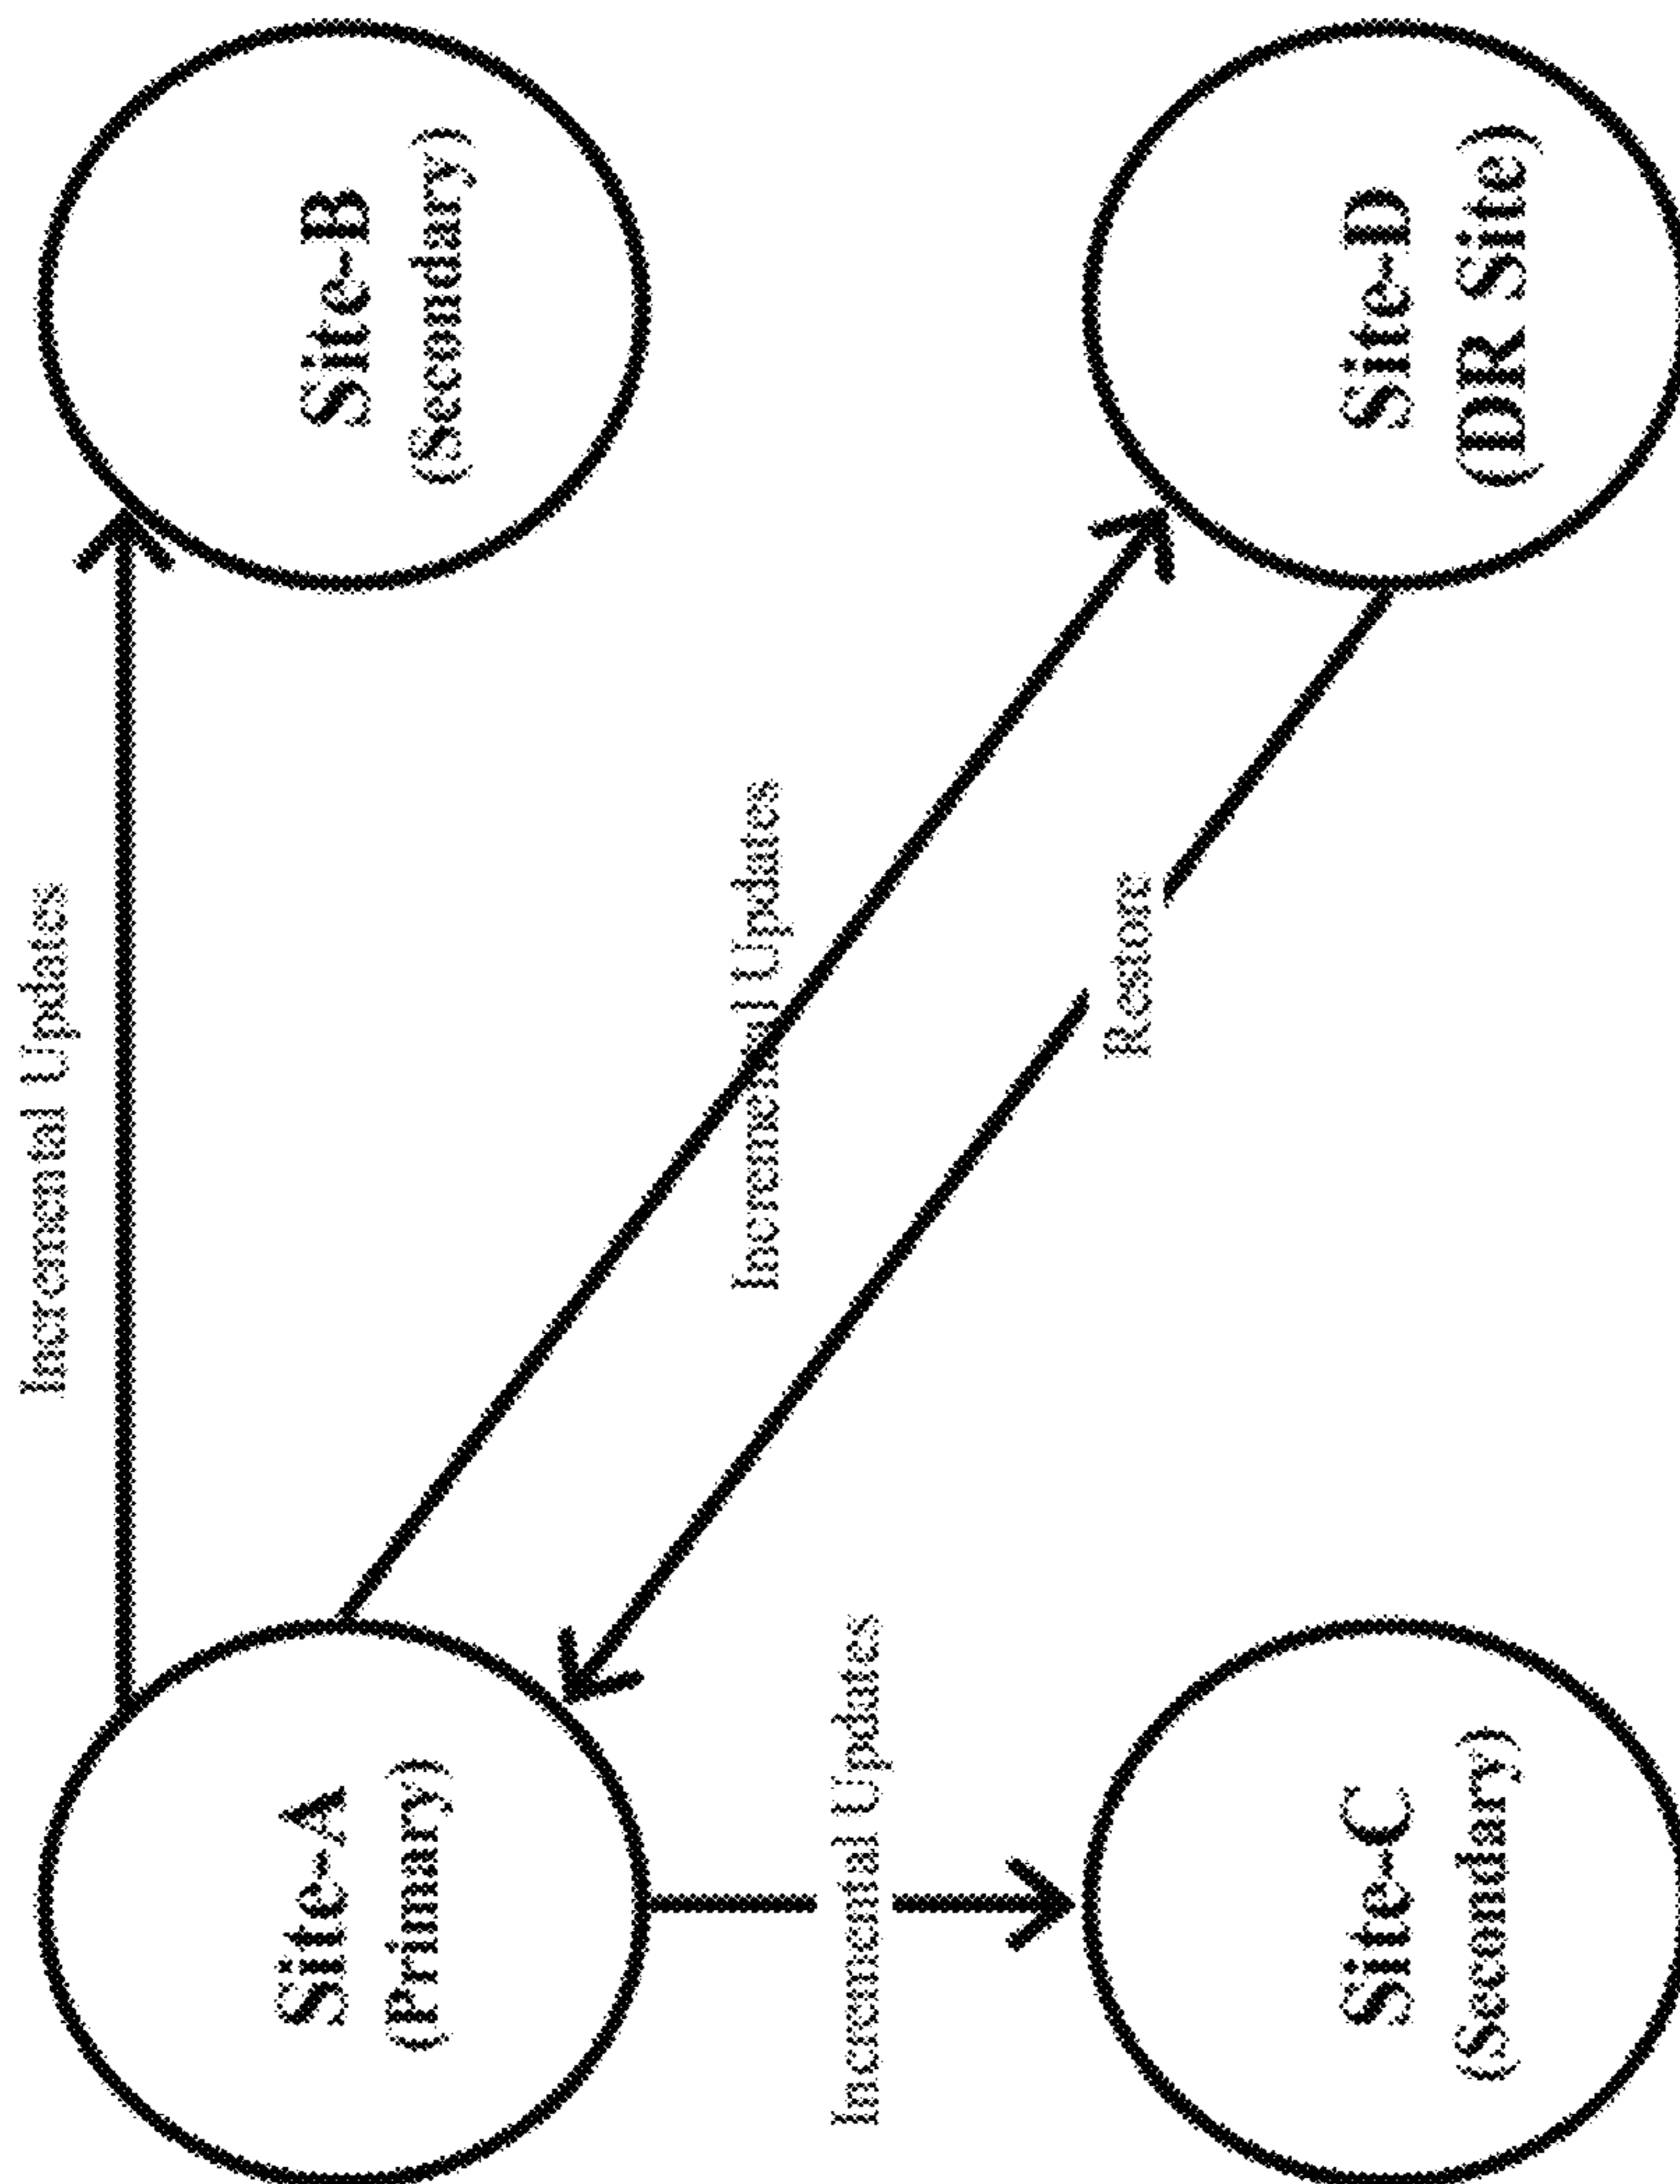 Incremental Updates
Site-A
(Primary)
Site-B
(Secondary)
Incremental Updates
Incremental Updates
Restore
Site-C
(Secondary)
Site-D
(DR Site)